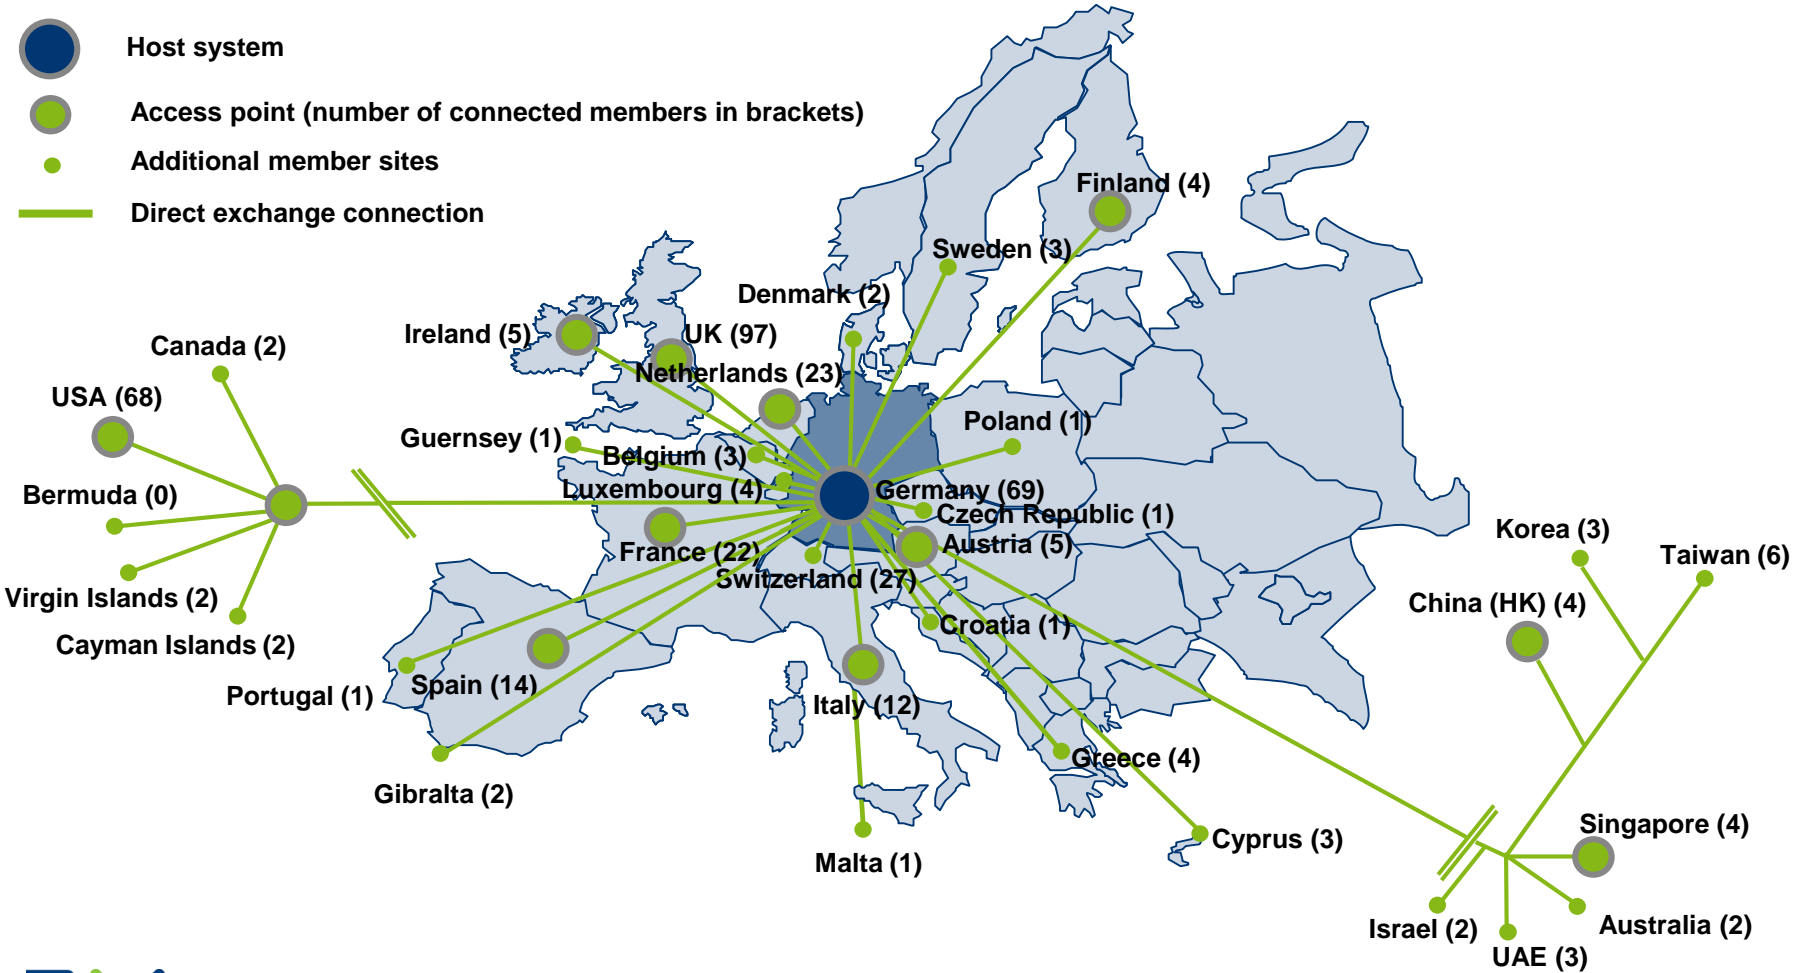 Host system
Access point (number of connected members in brackets)
Additional member sites
Direct exchange connection
Finland (4)
Sweden (3)
Denmark (2)
Ireland (5)
UK (97)
Canada (2)
Netherlands (23)
USA (68)
Poland (1)
Guernsey (1)
Belgium (3)
Luxembourg (4)
Germany (69)
Bermuda (0)
Czech Republic (1)
Korea (3)
Austria (5)
France (22)
Taiwan (6)
Switzerland (27)
Virgin Islands (2)
China (HK) (4)
Croatia (1)
Cayman Islands (2)
Spain (14)
Portugal (1)
Italy (12)
Greece (4)
Gibralta (2)
Singapore (4)
Cyprus (3)
Malta (1)
Australia (2)
Israel (2)
UAE (3)